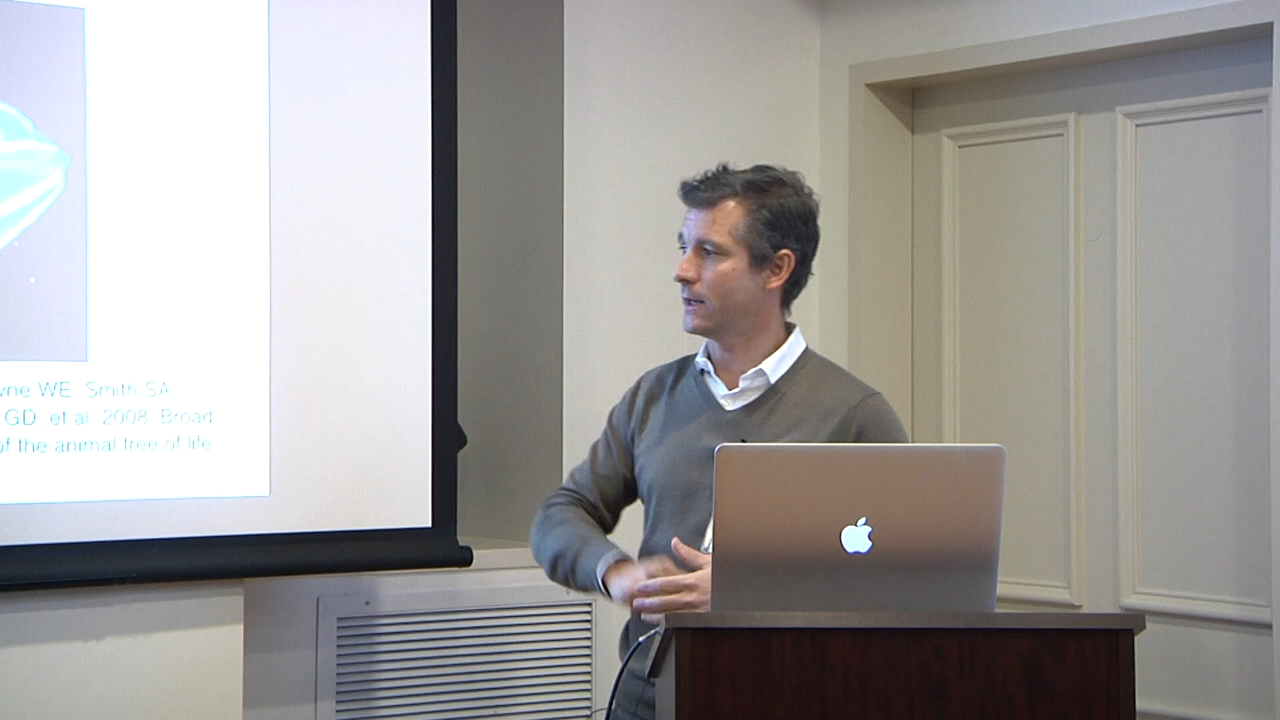 wne WE, Smith SA
GD, et al. 2008. Broad
of the animal tree of life